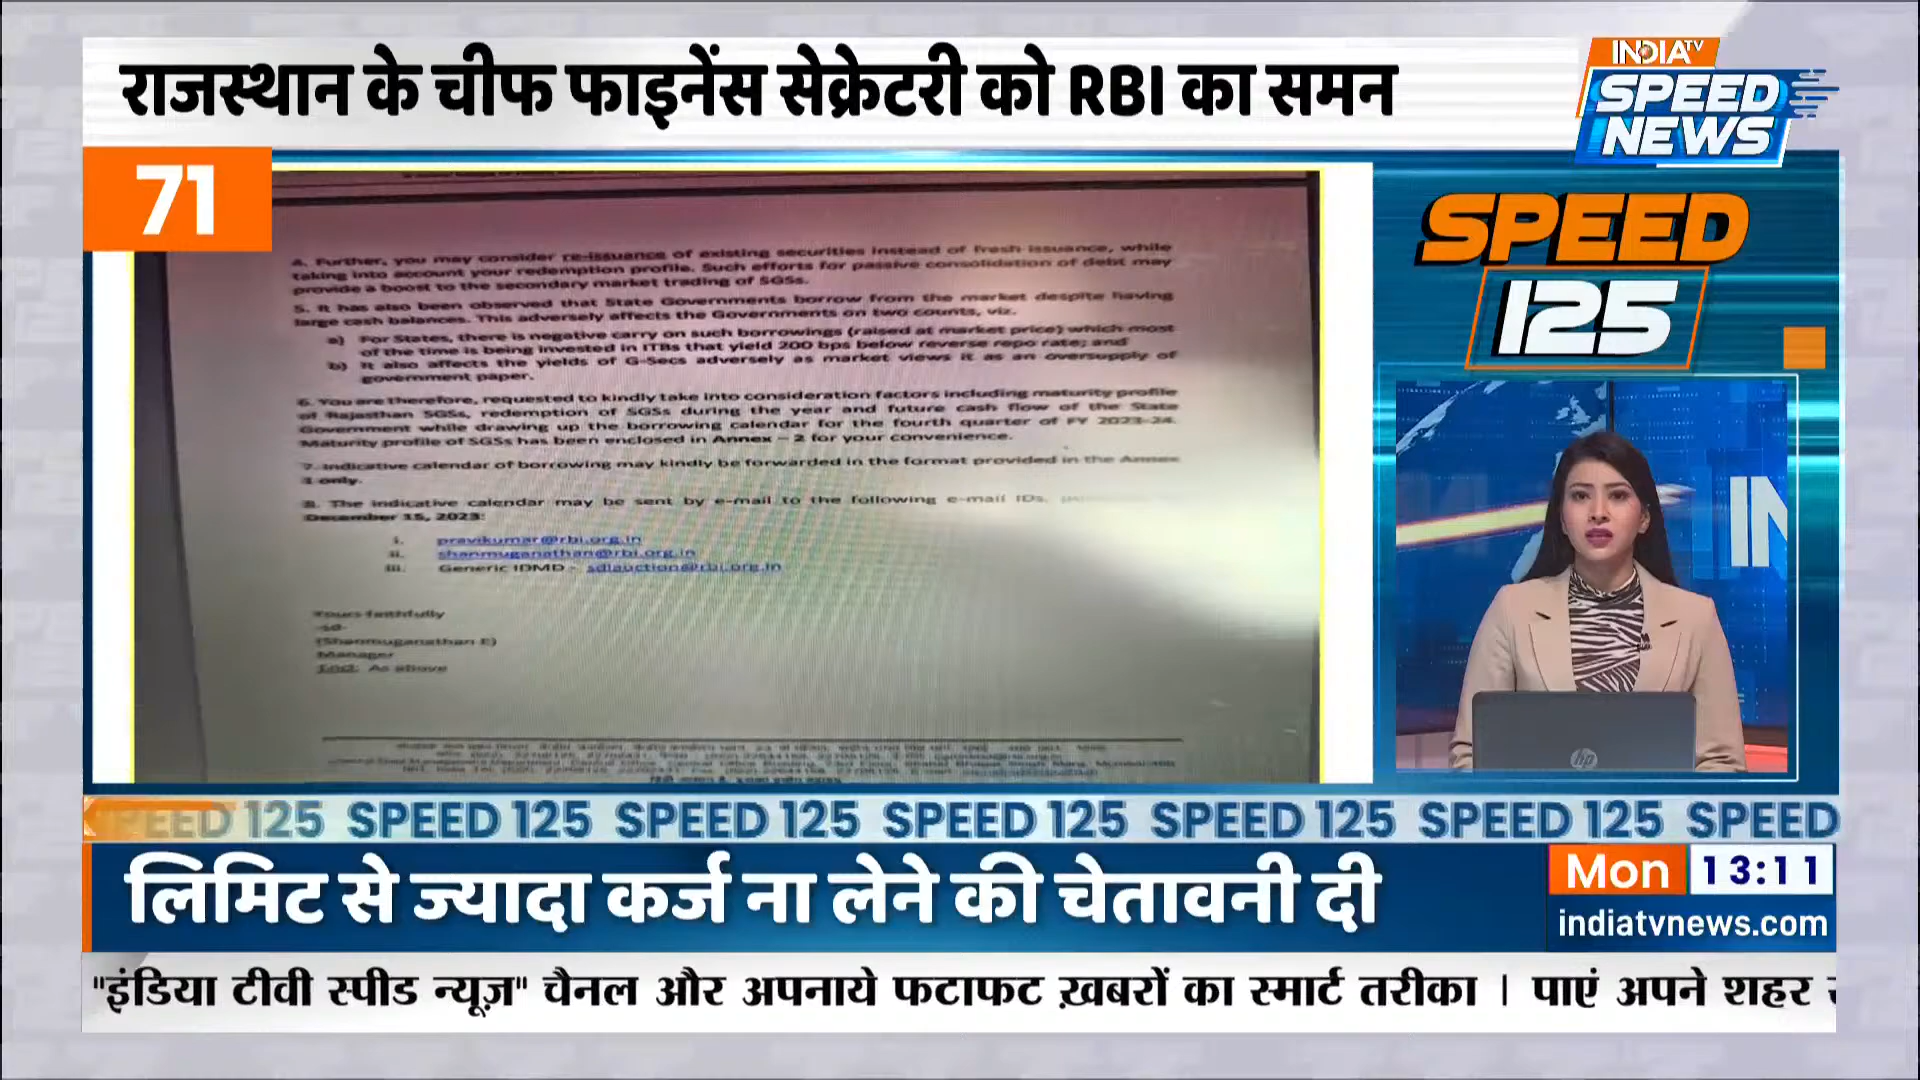 राजस्थान के चीफ फाइनेंस सेक्रेटरी को RBI का समन
INDIA TV
SPEED
NEWS
71
SPEED
125
4. Further, you may consider re-issuance of existing securities instead of fresh issuance, while
taking into account your redemption profile. Such efforts for passive consolidation of debt may
provide a boost to the secondary market trading of SGSs.
5. It has also been observed that State Governments borrow from the market despite having
large cash balances. This adversely affects the Governments on two counts, viz.
a) For States, there is negative carry on such borrowings (raised at market price) which most
of the time is being invested in ITBs that yield 200 bps below reverse repo rate; and
b) It also affects the yields of G-Secs adversely as market views it as an oversupply of
government paper.
6. You are therefore, requested to kindly take into consideration factors including maturity profile
of Rajasthan SGSs, redemption of SGSs during the year and future cash flow of the State
Government while drawing up the borrowing calendar for the fourth quarter of FY 2023-24.
Maturity profile of SGSs has been enclosed in Annex – 2 for your convenience.
7. Indicative calendar of borrowing may kindly be forwarded in the format provided in the Annex
1 only.
8. The indicative calendar may be sent by e-mail to the following e-mail IDs,
December 15, 2023:
i. pravikumar@rbi.org.in
ii. shanmuganathan@rbi.org.in
iii. Generic IDMD - sdlauction@rbi.org.in
Yours faithfully
-sd-
(Shanmuganathan E)
Manager
Encl: As above
IN
hp
SPEED 125 SPEED 125 SPEED 125 SPEED 125 SPEED 125 SPEED
लिमिट से ज्यादा कर्ज ना लेने की चेतावनी दी
Mon 13:11
indiatvnews.com
"इंडिया टीवी स्पीड न्यूज़" चैनल और अपनाये फटाफट ख़बरों का स्मार्ट तरीका | पाएं अपने शहर